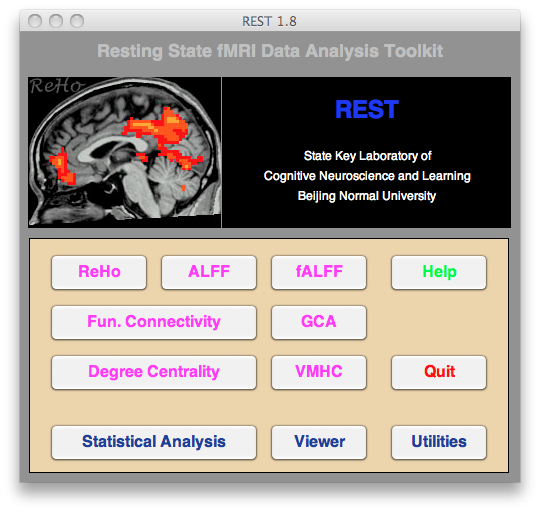 REST 1.8
Resting State fMRI Data Analysis Toolkit
ReHo
REST
State Key Laboratory of
Cognitive Neuroscience and Learning
Beijing Normal University
ReHo ALFF fALFF Help
Fun. Connectivity GCA
Degree Centrality VMHC Quit
Statistical Analysis Viewer Utilities